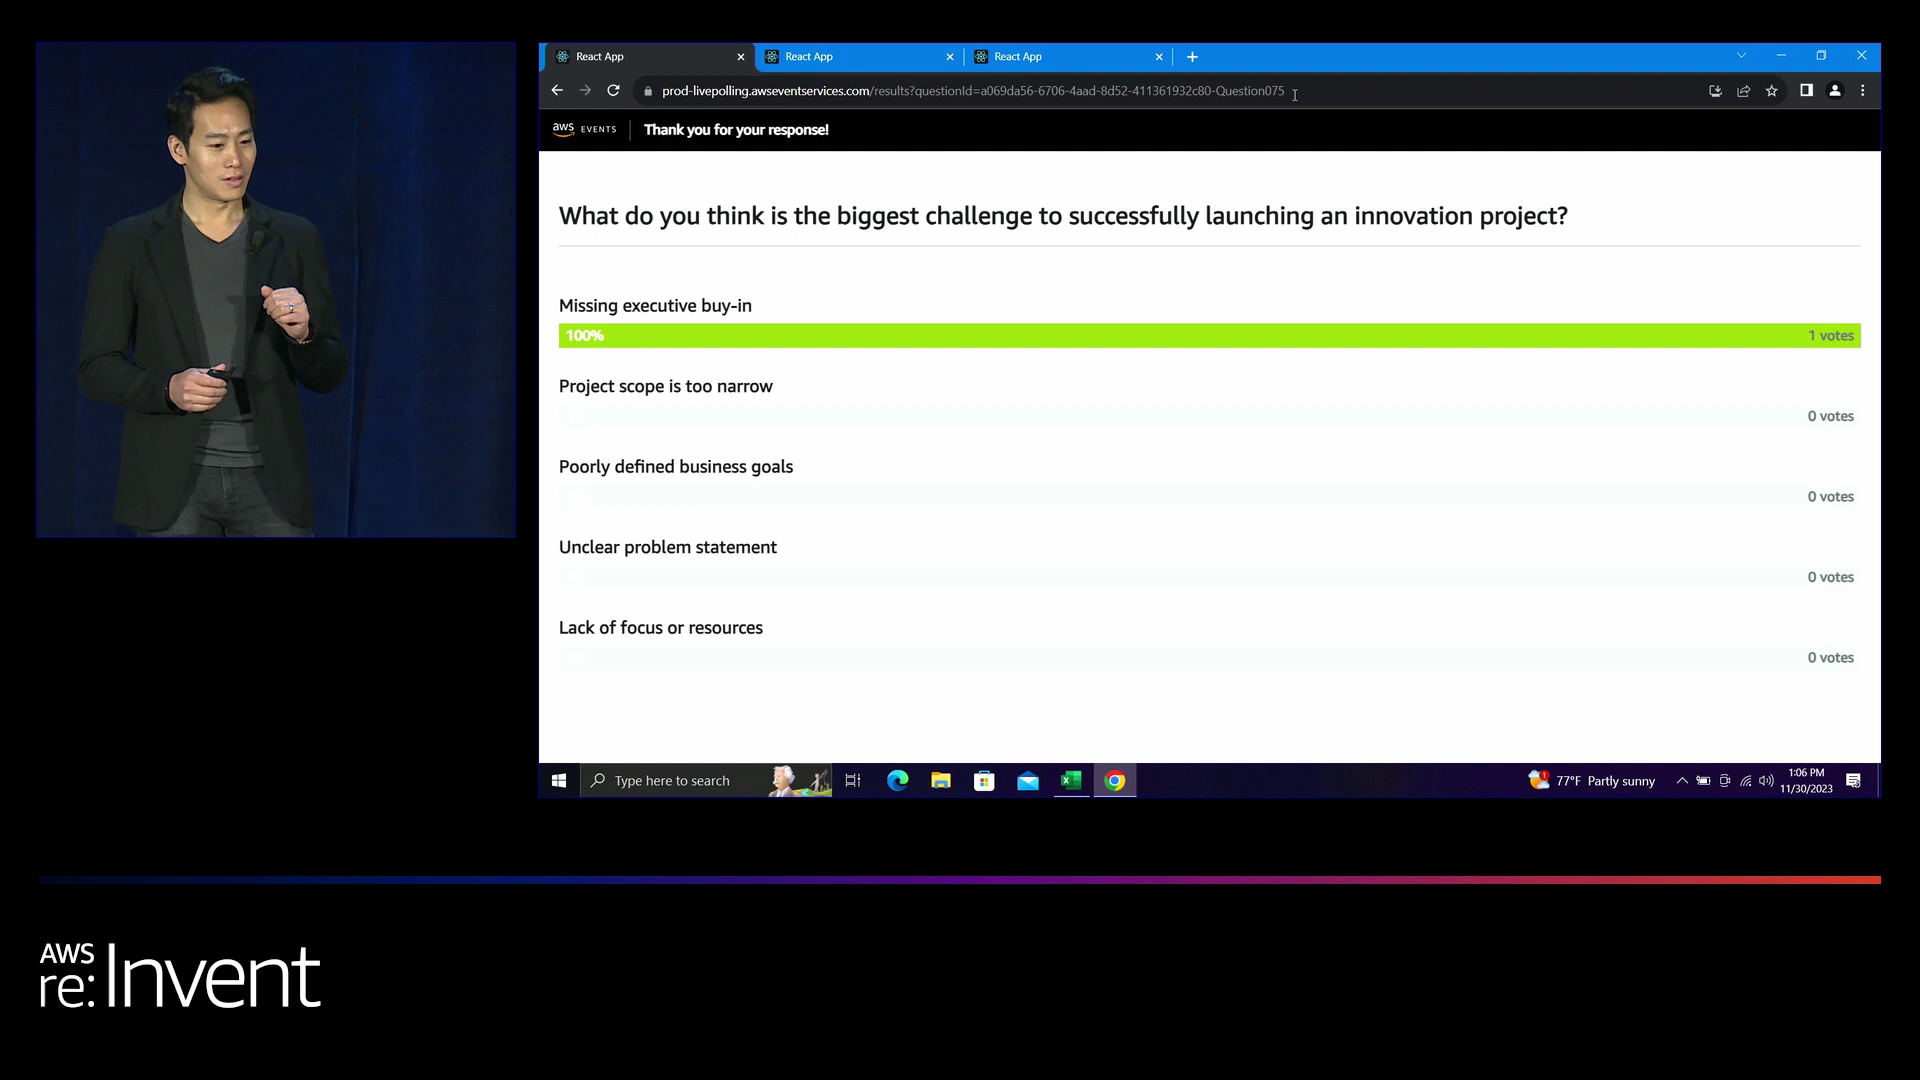 React App
React App
React App
prod-livepolling.awseventservices.com/results?questionId=a069da56-6706-4aad-8d52-411361932c80-Question075
aws EVENTS
Thank you for your response!
What do you think is the biggest challenge to successfully launching an innovation project?
Missing executive buy-in
100% 1 votes
Project scope is too narrow
0 votes
Poorly defined business goals
0 votes
Unclear problem statement
0 votes
Lack of focus or resources
0 votes
Type here to search
1
77°F Partly sunny
1:06 PM
11/30/2023
AWS
re:Invent